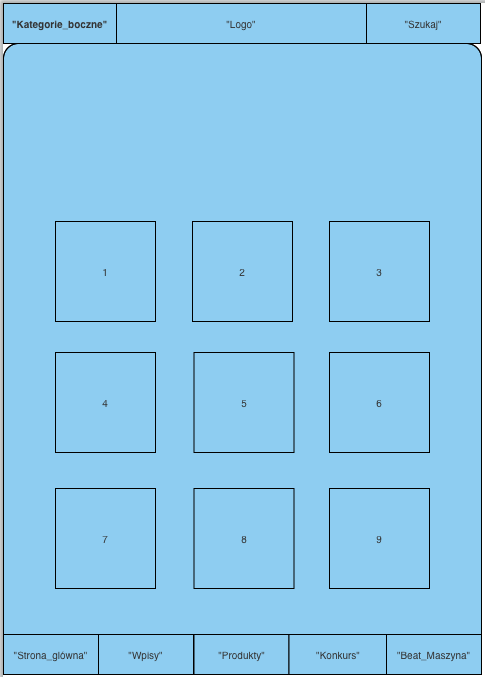 "Kategorie_boczne"
"Logo"
"Szukaj"
1
2
3
4
5
6
7
8
9
"Strona_główna"
"Wpisy"
"Produkty"
"Konkurs"
"Beat_Maszyna"